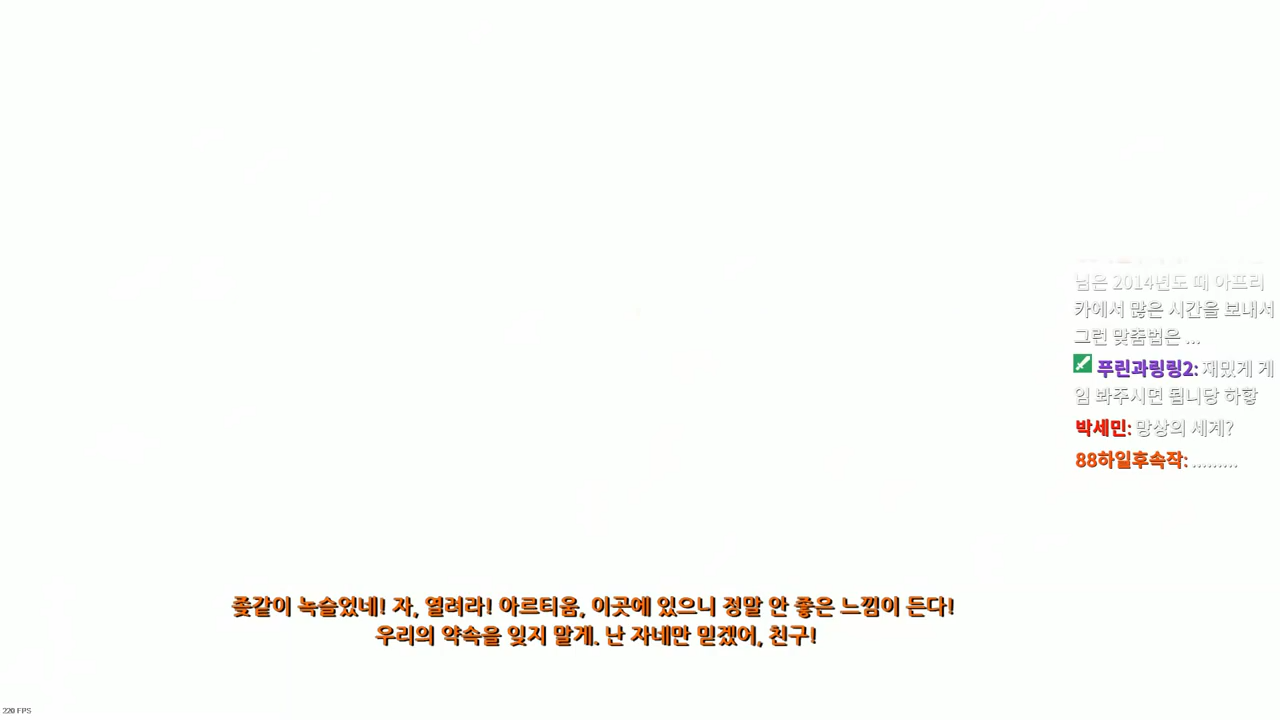 님은 2014년도 때 아프리
카에서 많은 시간을 보내서
그런 맞춤법은 ...
푸린과링링2: 재밌게 게
임 봐주시면 됩니당 하핳
박세민: 망상의 세계?
88하일후속작: .........
좆같이 녹슬었네! 자, 열려라! 아르티움, 이곳에 있으니 정말 안 좋은 느낌이 든다!
우리의 약속을 잊지 말게. 난 자네만 믿겠어, 친구!
220 FPS